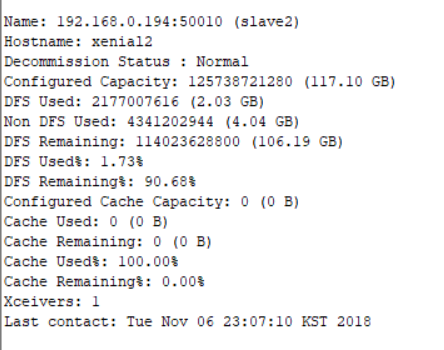 Name: 192.168.0.194:50010 (slave2)
Hostname: xenial2
Decommission Status : Normal
Configured Capacity: 125738721280 (117.10 GB)
DFS Used: 2177007616 (2.03 GB)
Non DFS Used: 4341202944 (4.04 GB)
DFS Remaining: 114023628800 (106.19 GB)
DFS Used%: 1.73%
DFS Remaining%: 90.68%
Configured Cache Capacity: 0 (0 B)
Cache Used: 0 (0 B)
Cache Remaining: 0 (0 B)
Cache Used%: 100.00%
Cache Remaining%: 0.00%
Xceivers: 1
Last contact: Tue Nov 06 23:07:10 KST 2018